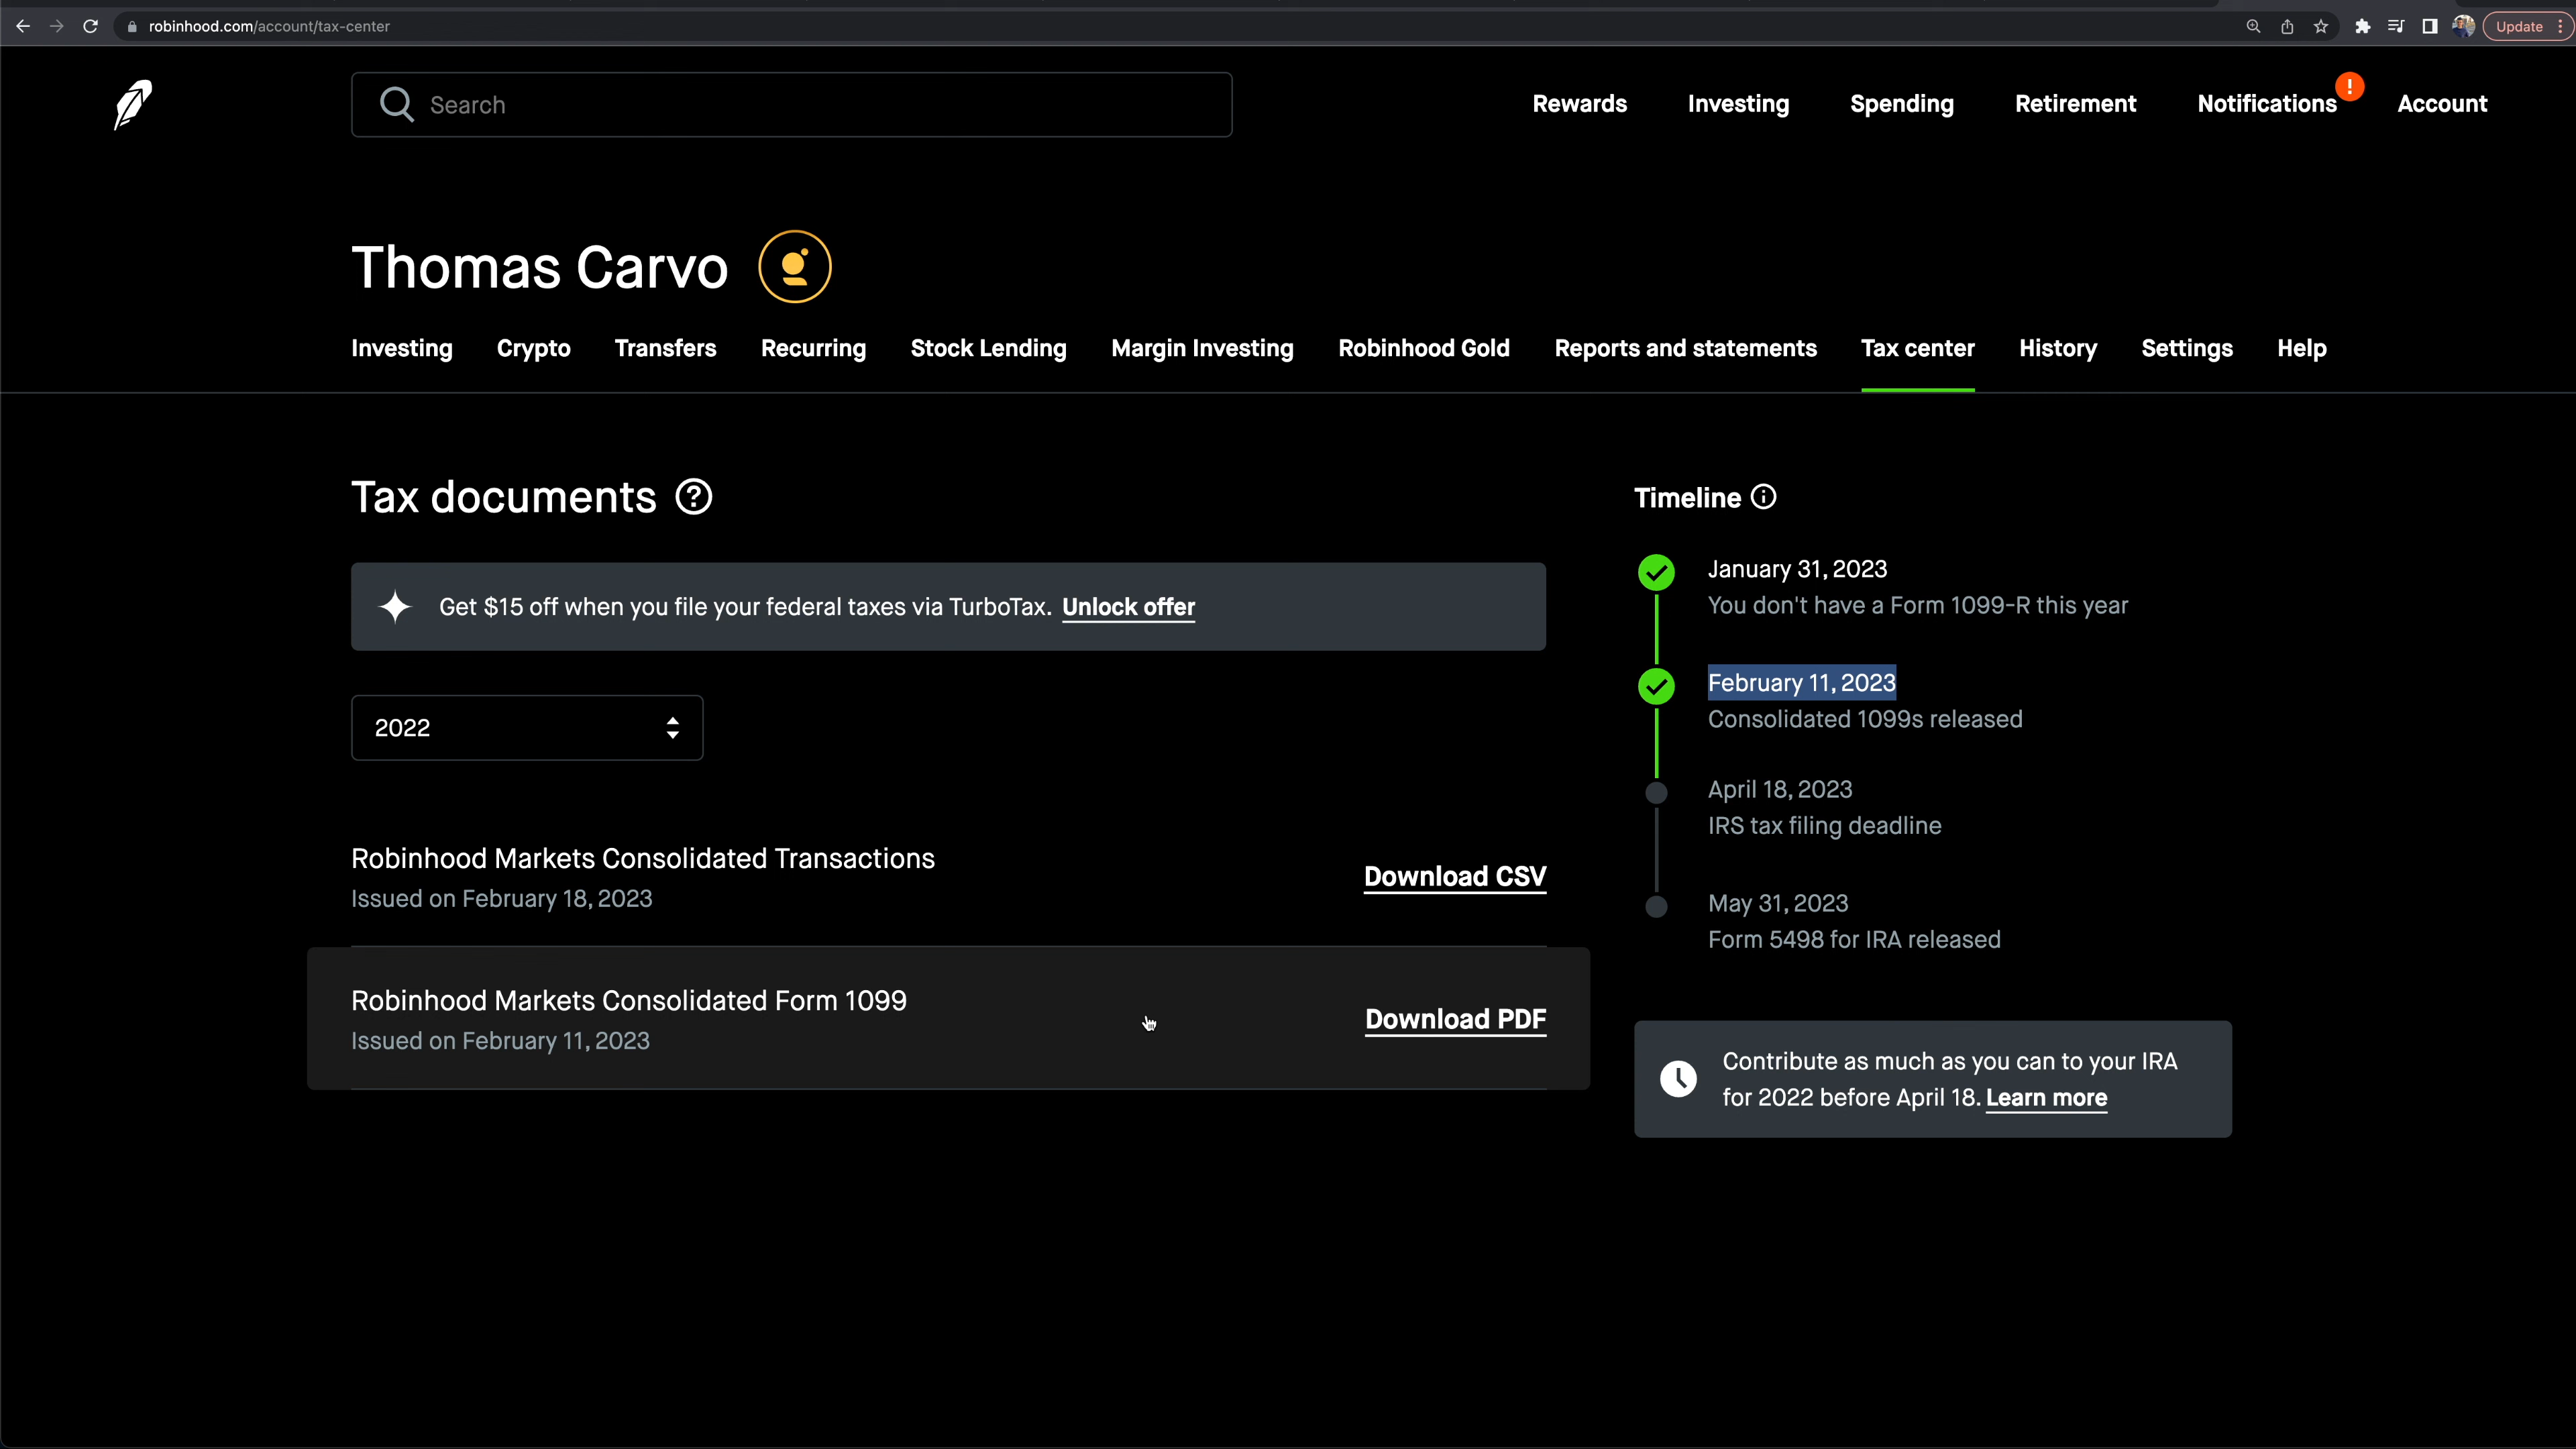 robinhood.com/account/tax-center
Update
Search
Rewards
Investing
Spending
Retirement
Notifications
!
Account
Thomas Carvo
Investing
Crypto
Transfers
Recurring
Stock Lending
Margin Investing
Robinhood Gold
Reports and statements
Tax center
History
Settings
Help
Tax documents
Get $15 off when you file your federal taxes via TurboTax. Unlock offer
2022
Robinhood Markets Consolidated Transactions
Issued on February 18, 2023
Download CSV
Robinhood Markets Consolidated Form 1099
Issued on February 11, 2023
Download PDF
Timeline
January 31, 2023
You don't have a Form 1099-R this year
February 11, 2023
Consolidated 1099s released
April 18, 2023
IRS tax filing deadline
May 31, 2023
Form 5498 for IRA released
Contribute as much as you can to your IRA
for 2022 before April 18. Learn more